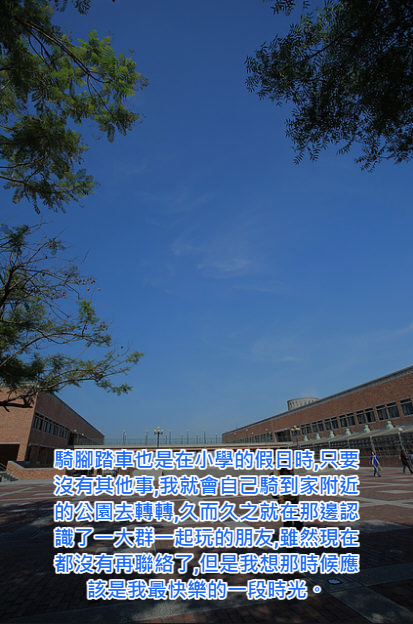 騎腳踏車也是在小學的假日時,只要
沒有其他事,我就會自己騎到家附近
的公園去轉轉,久而久之就在那邊認
識了一大群一起玩的朋友,雖然現在
都沒有再聯絡了,但是我想那時候應
該是我最快樂的一段時光。